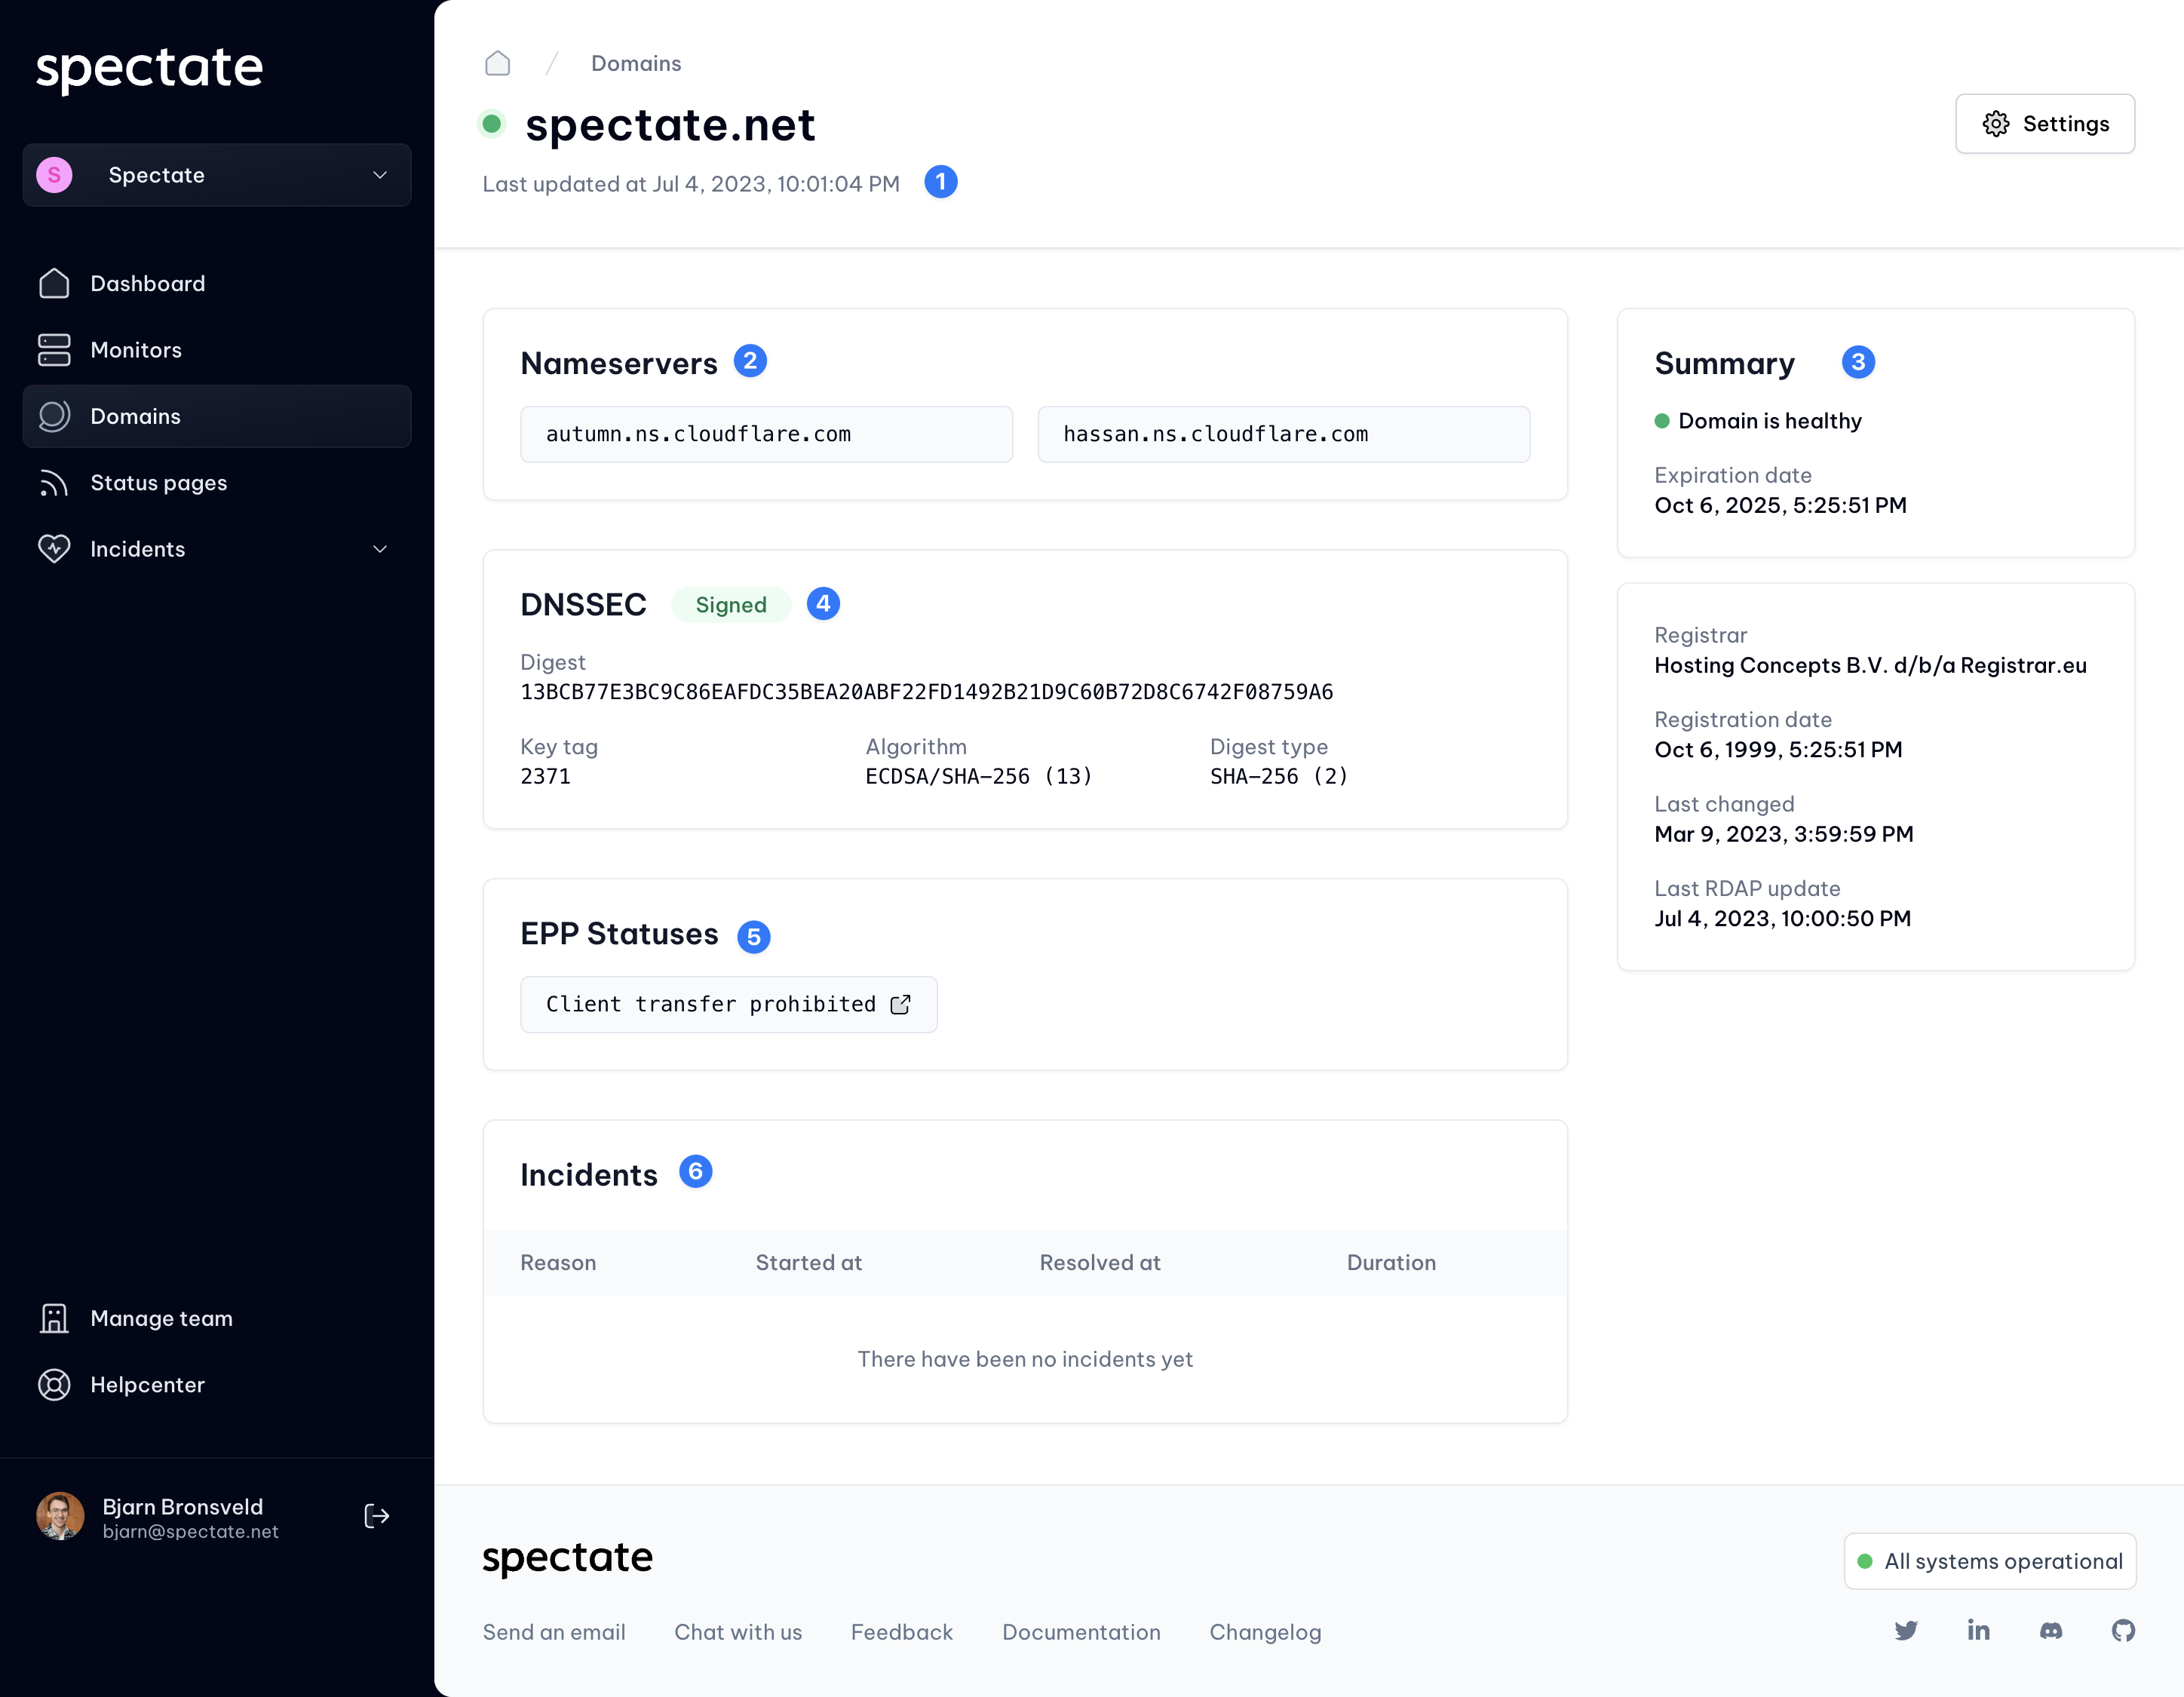 spectate
S
Spectate
Dashboard
Monitors
Domains
Status pages
Incidents
Manage team
Helpcenter
Bjarn Bronsveld
bjarn@spectate.net
Domains
spectate.net
Last updated at Jul 4, 2023, 10:01:04 PM
1
Settings
Nameservers
2
autumn.ns.cloudflare.com
hassan.ns.cloudflare.com
DNSSEC
Signed
4
Digest
13BCB77E3BC9C86EAFDC35BEA20ABF22FD1492B21D9C60B72D8C6742F08759A6
Key tag
2371
Algorithm
ECDSA/SHA-256 (13)
Digest type
SHA-256 (2)
EPP Statuses
5
Client transfer prohibited
Incidents
6
Reason
Started at
Resolved at
Duration
There have been no incidents yet
Summary
3
Domain is healthy
Expiration date
Oct 6, 2025, 5:25:51 PM
Registrar
Hosting Concepts B.V. d/b/a Registrar.eu
Registration date
Oct 6, 1999, 5:25:51 PM
Last changed
Mar 9, 2023, 3:59:59 PM
Last RDAP update
Jul 4, 2023, 10:00:50 PM
spectate
All systems operational
Send an email
Chat with us
Feedback
Documentation
Changelog
in